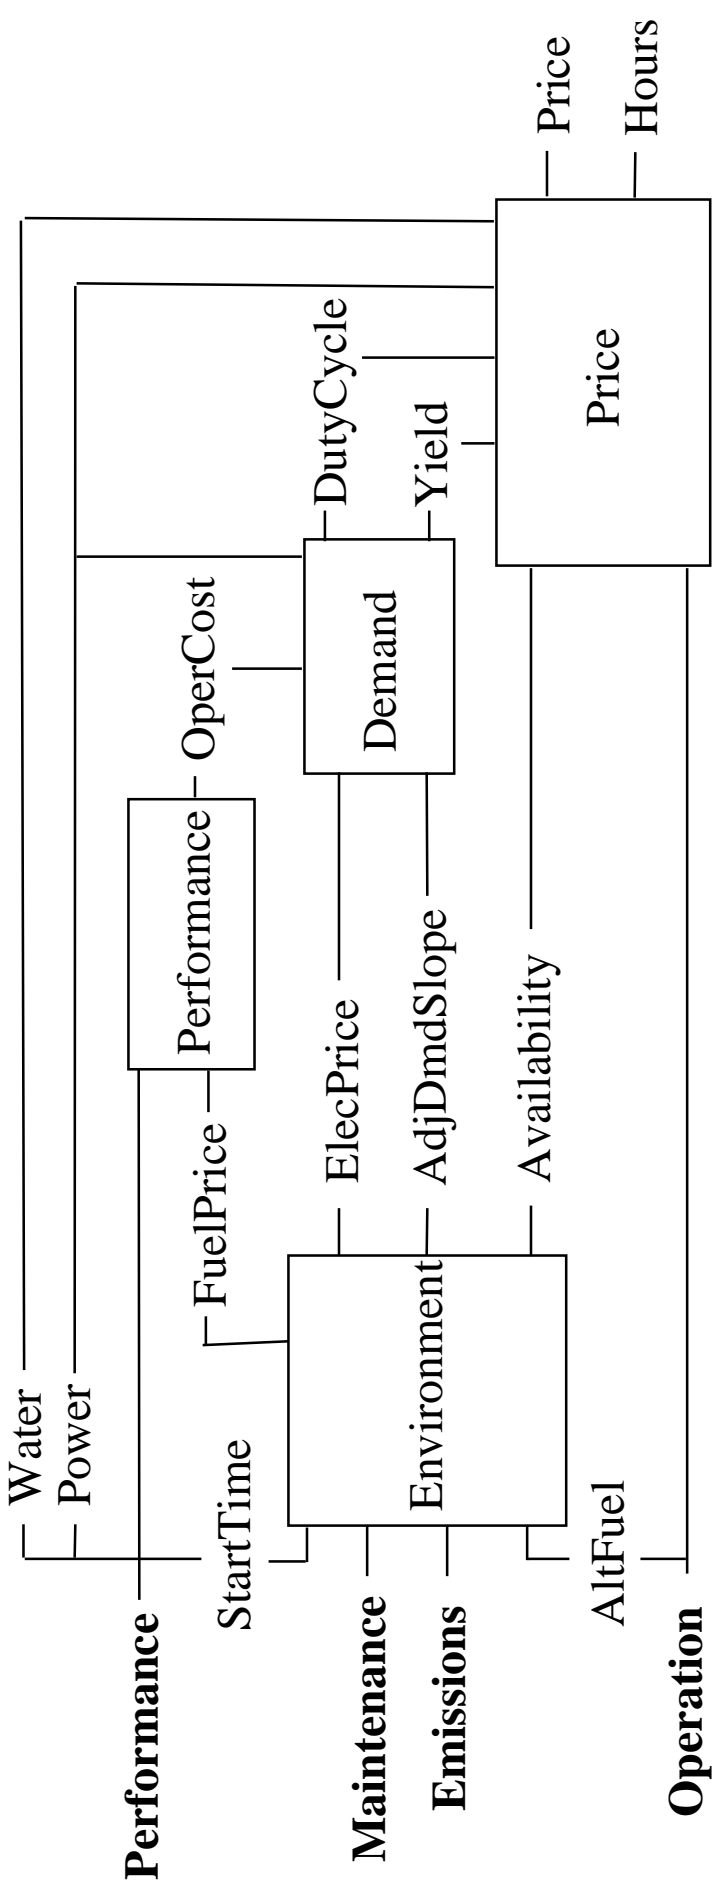 Water
Power
Performance
StartTime
Maintenance
Emissions
AltFuel
Operation
Environment
FuelPrice
ElecPrice
AdjDmdSlope
Availability
Performance
OperCost
Demand
DutyCycle
Yield
Price
Price
Hours